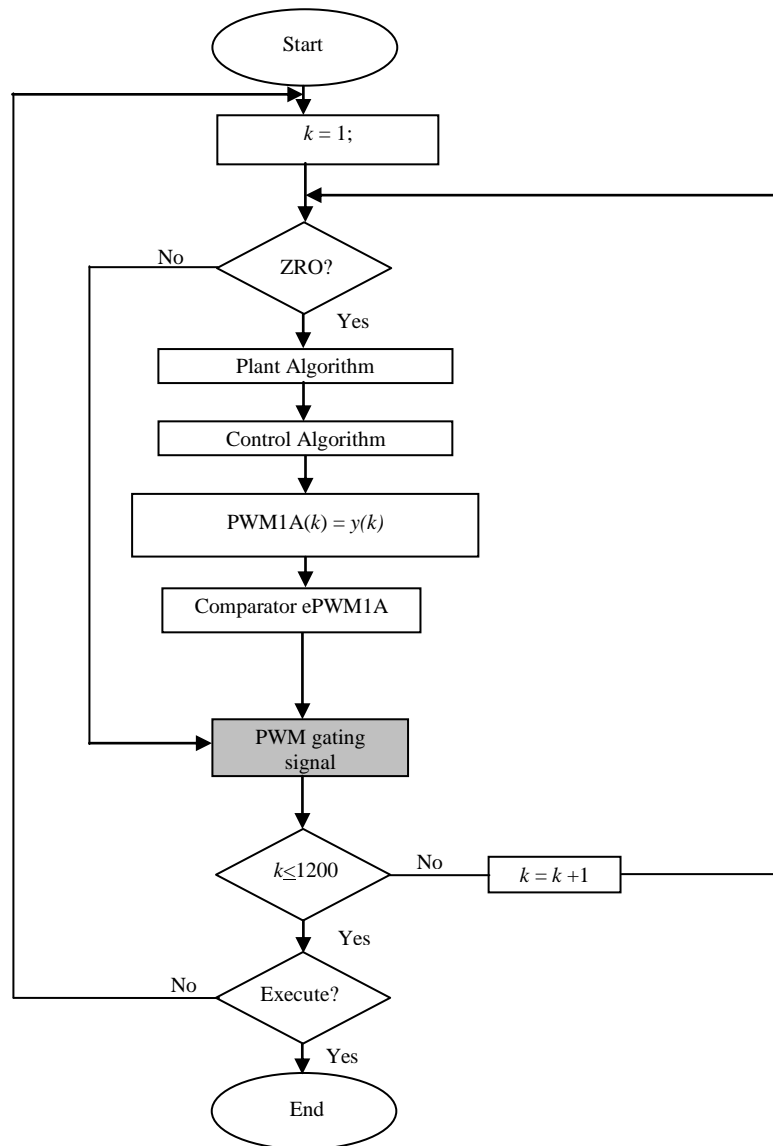 Start
k = 1;
No
ZRO?
Yes
Plant Algorithm
Control Algorithm
PWM1A(k) = y(k)
Comparator ePWM1A
PWM gating
signal
k≤1200
No
k = k +1
Yes
No
Execute?
Yes
End